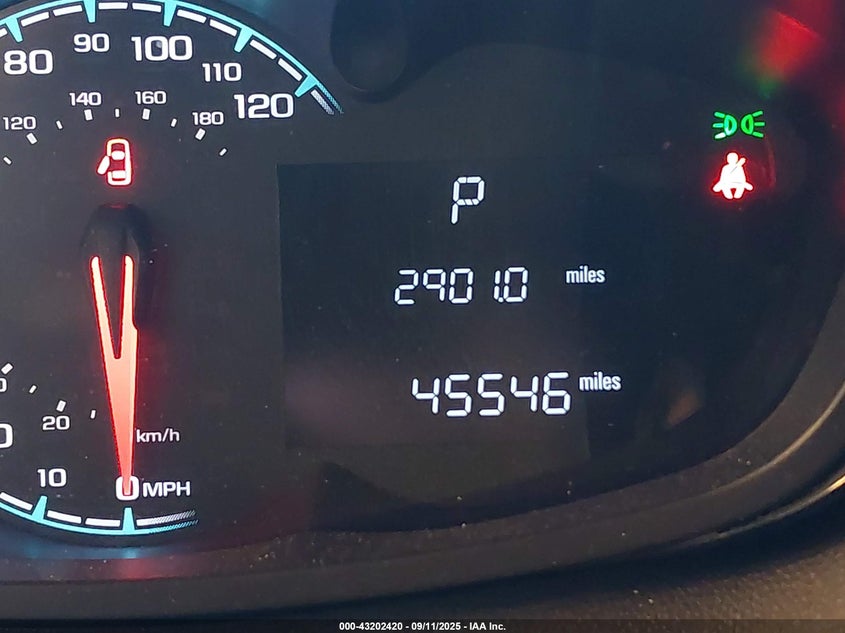 80 90 100 110 120
120 140 160 180
P
2901.0 miles
45546 miles
20 km/h
10 0 MPH
000-43202420 - 09/11/2025 - IAA Inc.